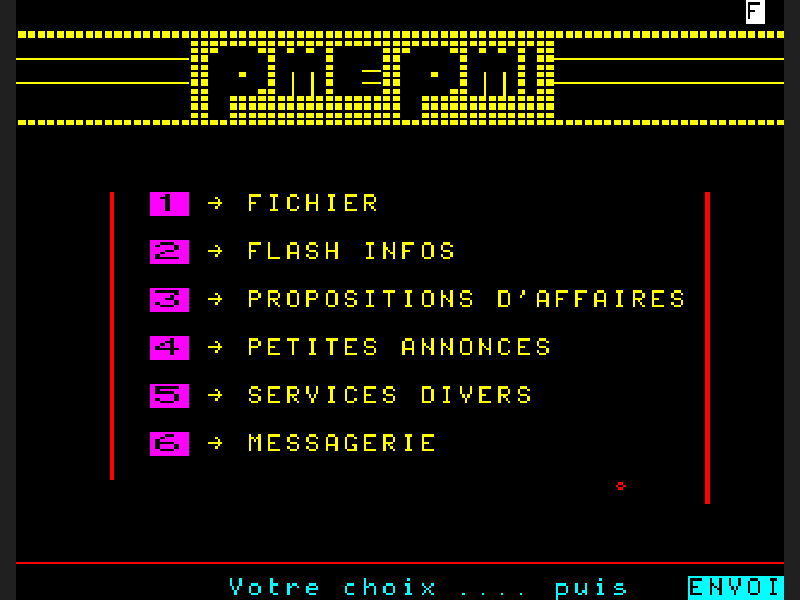 F
PMEPMI
1 → FICHIER
2 → FLASH INFOS
3 → PROPOSITIONS D'AFFAIRES
4 → PETITES ANNONCES
5 → SERVICES DIVERS
6 → MESSAGERIE
Votre choix .... puis ENVOI